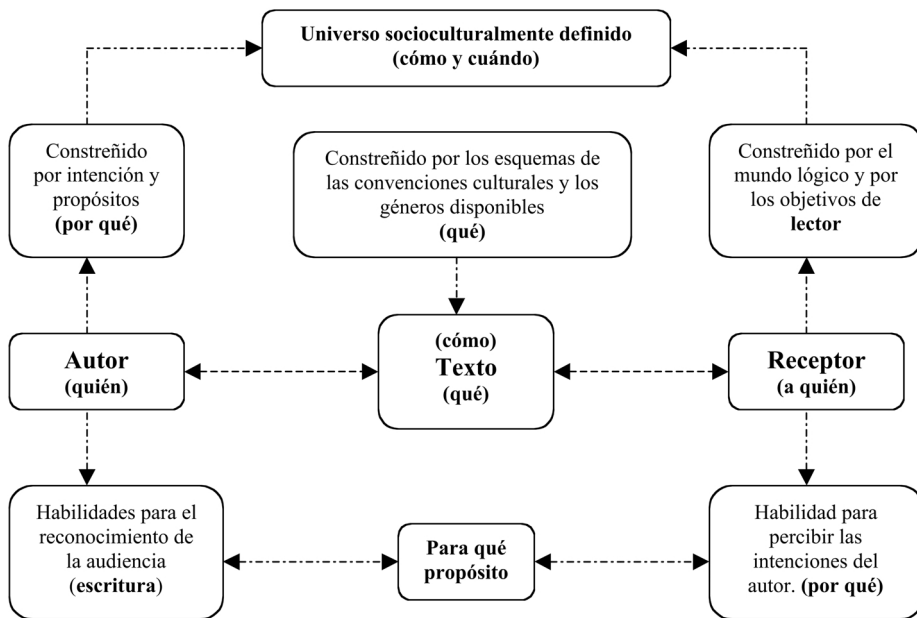 Universo socioculturalmente definido
(cómo y cuándo)
Constreñido
por intención y
propósitos
(por qué)
Constreñido por los esquemas de
las convenciones culturales y los
géneros disponibles
(qué)
Constreñido por el
mundo lógico y por
los objetivos de
lector
Autor
(quién)
(cómo)
Texto
(qué)
Receptor
(a quién)
Habilidades para el
reconocimiento de
la audiencia
(escritura)
Para qué
propósito
Habilidad para
percibir las
intenciones del
autor. (por qué)